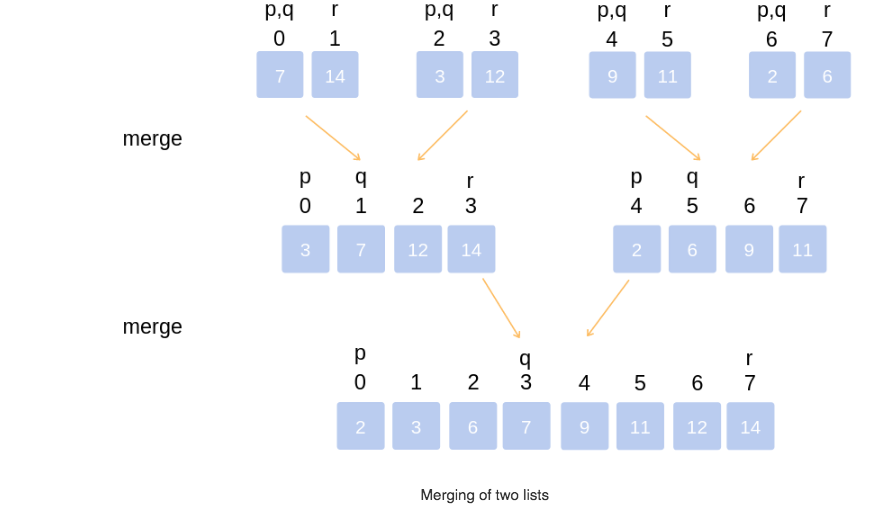 p,q r p,q r p,q r p,q r
0 1 2 3 4 5 6 7
7 14 3 12 9 11 2 6
merge
p q r p q r
0 1 2 3 4 5 6 7
3 7 12 14 2 6 9 11
merge
p q r
0 1 2 3 4 5 6 7
2 3 6 7 9 11 12 14
Merging of two lists